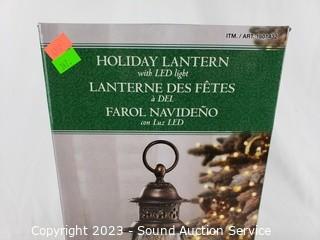 ITM. / ART.
HOLIDAY LANTERN
with LED light
LANTERNE DES FÊTES
à DEL
FAROL NAVIDEÑO
con Luz LED
Copyright 2023 - Sound Auction Service